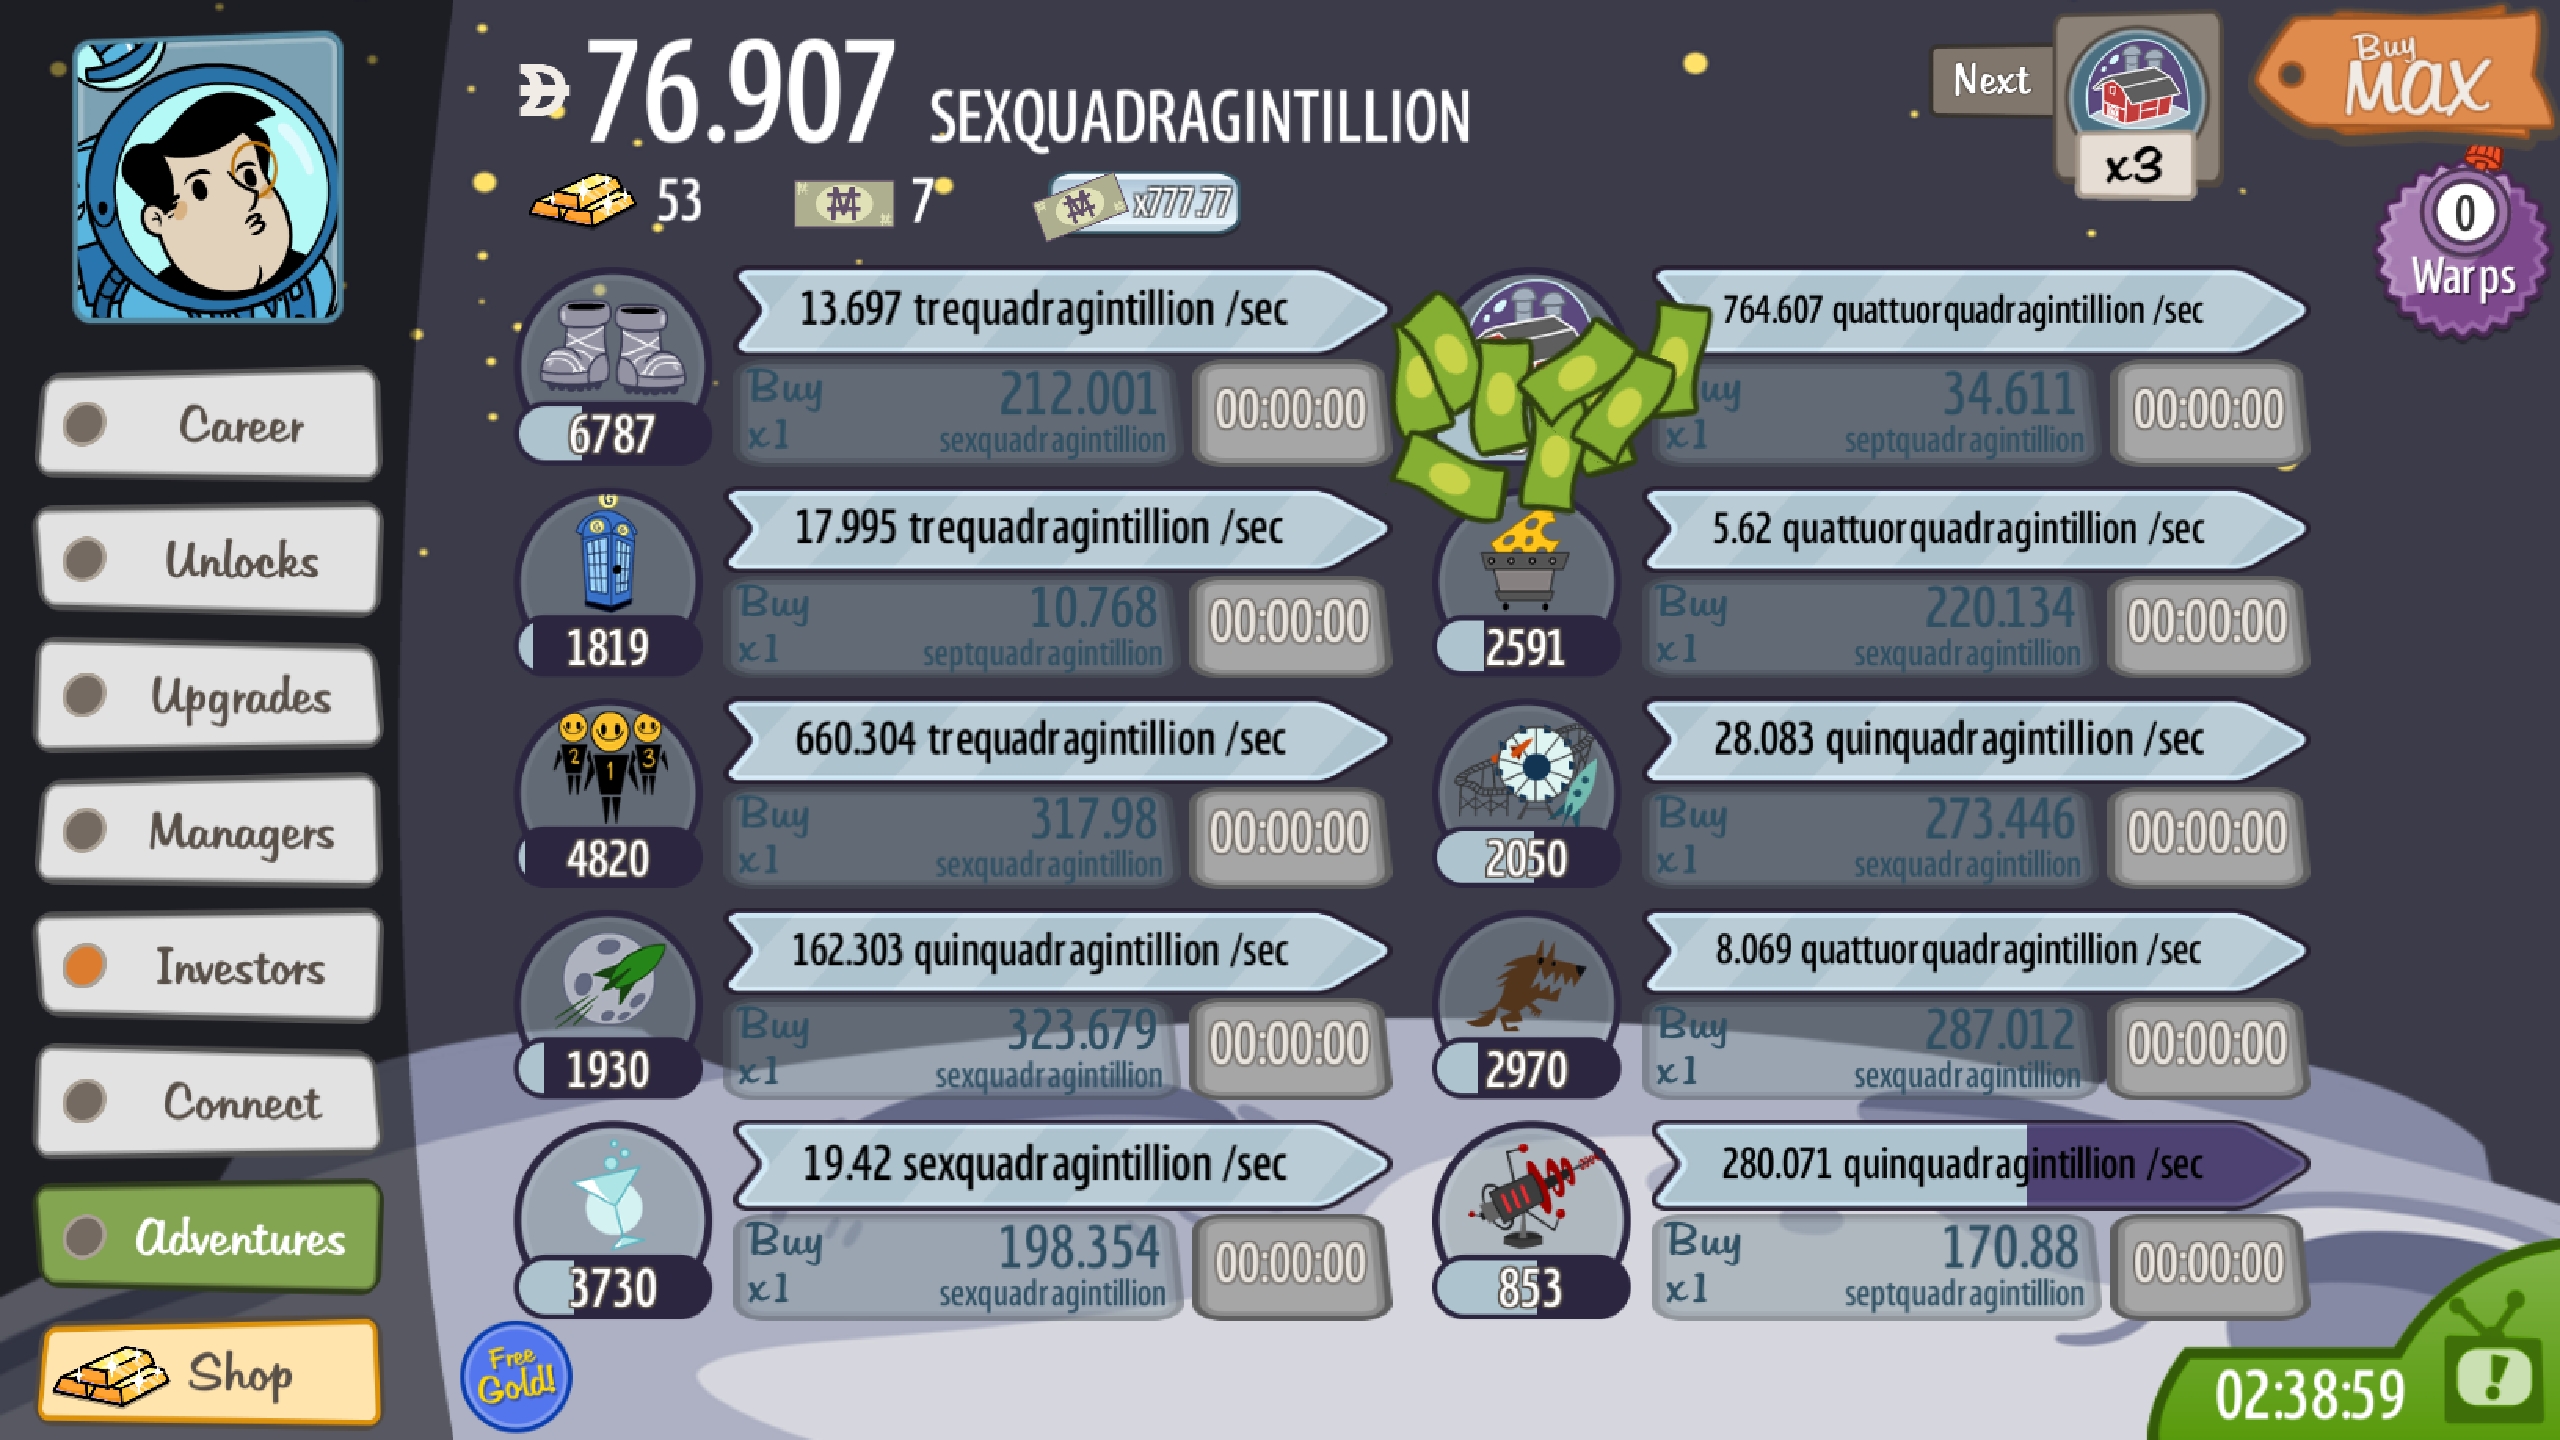 76.907 SEXQUADRAGINTILLION
53
7
x777.77
Next
x3
Buy
MAX
0
Warps
Career
Unlocks
Upgrades
Managers
Investors
Connect
Adventures
Shop
13.697 trequadragintillion /sec
6787
Buy
x1
212.001
sexquadragintillion
00:00:00
764.607 quattuorquadragintillion /sec
uy
x1
34.611
septquadragintillion
00:00:00
G
G G
17.995 trequadragintillion /sec
1819
Buy
x1
10.768
septquadragintillion
00:00:00
5.62 quattuorquadragintillion /sec
2591
Buy
x1
220.134
sexquadragintillion
00:00:00
2 1 3
660.304 trequadragintillion /sec
4820
Buy
x1
317.98
sexquadragintillion
00:00:00
28.083 quinquadragintillion /sec
2050
Buy
x1
273.446
sexquadragintillion
00:00:00
162.303 quinquadragintillion /sec
1930
Buy
x1
323.679
sexquadragintillion
00:00:00
8.069 quattuorquadragintillion /sec
2970
Buy
x1
287.012
sexquadragintillion
00:00:00
19.42 sexquadragintillion /sec
3730
Buy
x1
198.354
sexquadragintillion
00:00:00
280.071 quinquadragintillion /sec
853
Buy
x1
170.88
septquadragintillion
00:00:00
Free
Gold!
02:38:59
!